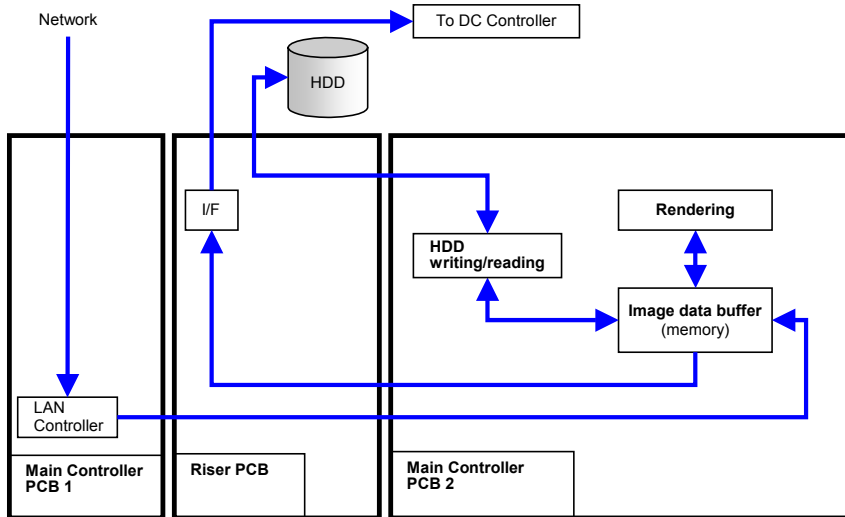 Network
To DC Controller
HDD
I/F
Rendering
HDD
writing/reading
Image data buffer
(memory)
LAN
Controller
Main Controller
PCB 1
Riser PCB
Main Controller
PCB 2